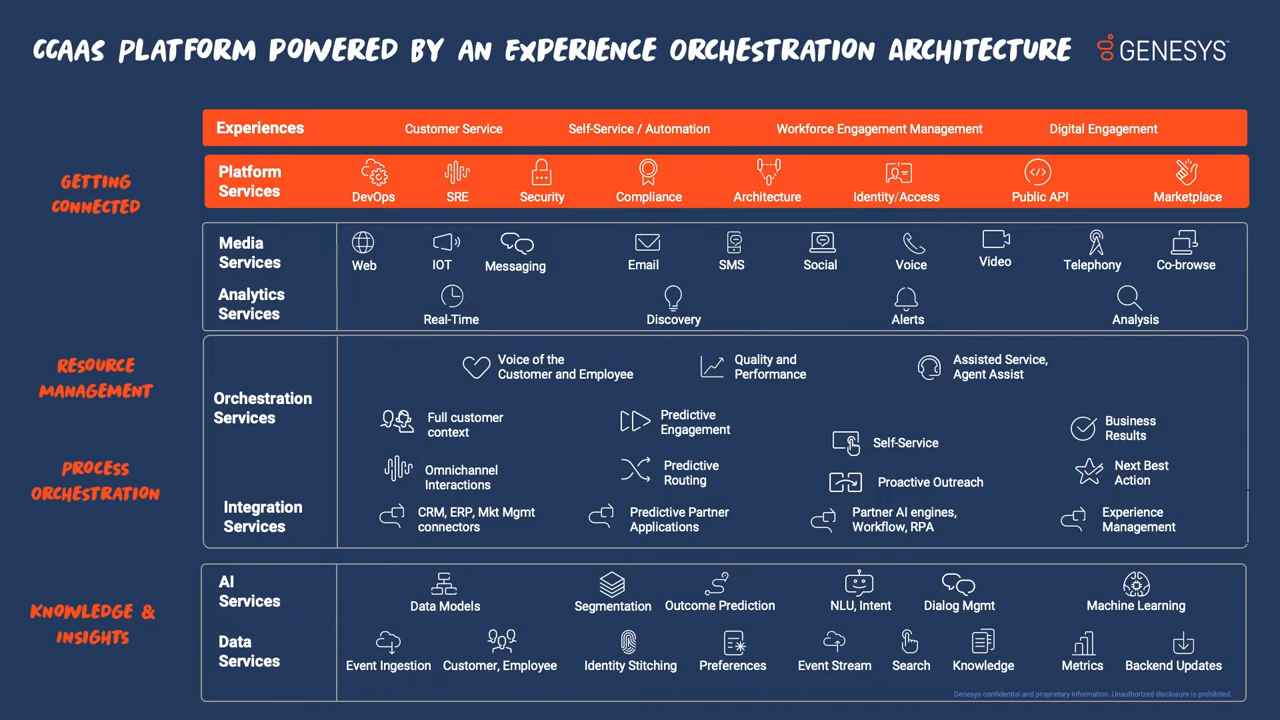 CCAAS PLATFORM POWERED BY AN EXPERIENCE ORCHESTRATION ARCHITECTURE
GENESYS™
Experiences
Customer Service
Self-Service / Automation
Workforce Engagement Management
Digital Engagement
GETTING
CONNECTED
Platform
Services
DevOps
SRE
Security
Compliance
Architecture
Identity/Access
Public API
Marketplace
Media
Services
Web
IOT
Messaging
Email
SMS
Social
Voice
Video
Telephony
Co-browse
Analytics
Services
Real-Time
Discovery
Alerts
Analysis
RESOURCE
MANAGEMENT
PROCESS
ORCHESTRATION
Orchestration
Services
Voice of the
Customer and Employee
Quality and
Performance
Assisted Service,
Agent Assist
Full customer
context
Predictive
Engagement
Self-Service
Business
Results
Omnichannel
Interactions
Predictive
Routing
Proactive Outreach
Next Best
Action
Integration
Services
CRM, ERP, Mkt Mgmt
connectors
Predictive Partner
Applications
Partner AI engines,
Workflow, RPA
Experience
Management
KNOWLEDGE &
INSIGHTS
AI
Services
Data Models
Segmentation
Outcome Prediction
NLU, Intent
Dialog Mgmt
Machine Learning
Data
Services
Event Ingestion
Customer, Employee
Identity Stitching
Preferences
Event Stream
Search
Knowledge
Metrics
Backend Updates
Genesys confidential and proprietary information. Unauthorized disclosure is prohibited.